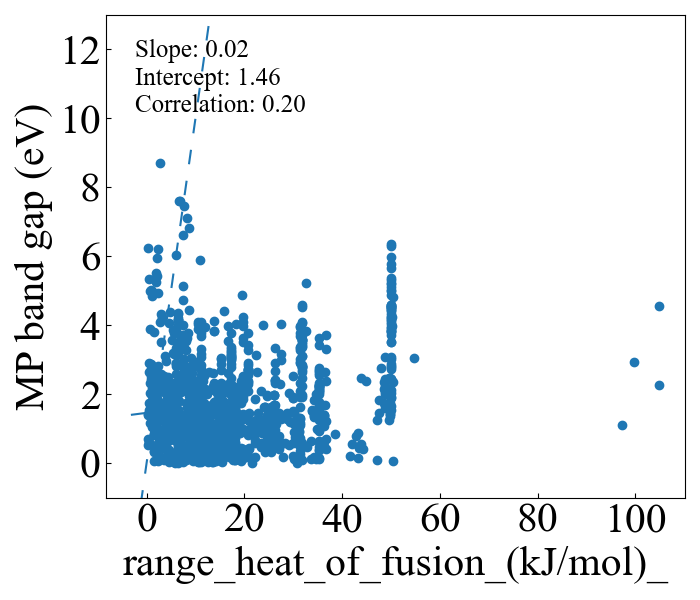 Slope: 0.02
Intercept: 1.46
Correlation: 0.20
12
10
8
6
4
2
0
MP band gap (eV)
0 20 40 60 80 100
range_heat_of_fusion_(kJ/mol)_